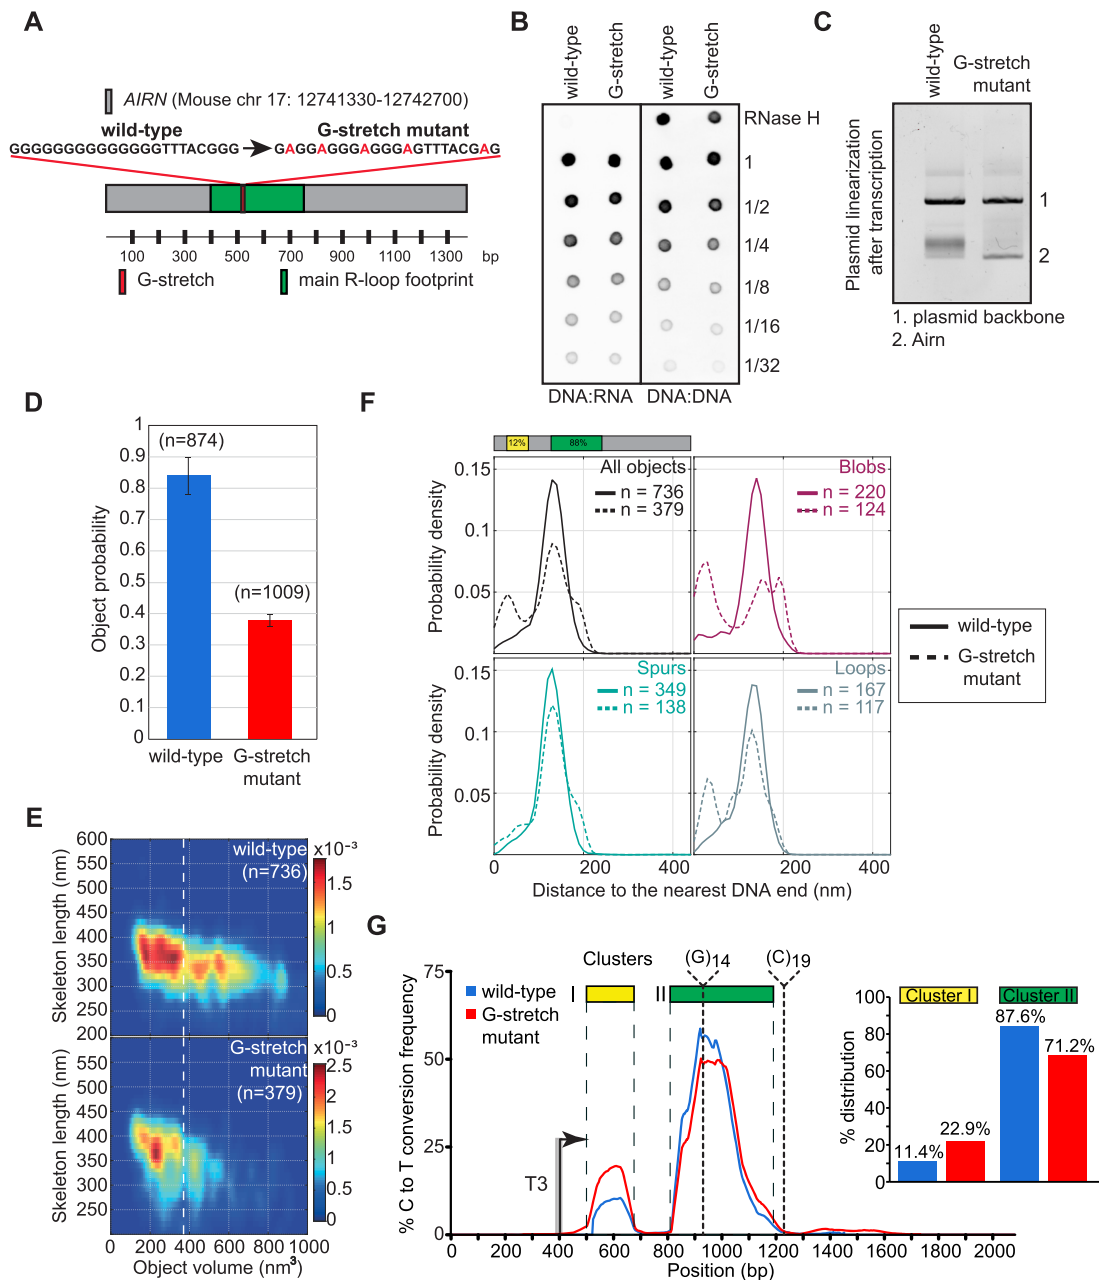 A
AIRN (Mouse chr 17: 12741330-12742700)
wild-type
G-stretch mutant
GGGGGGGGGGGGGGTTTACGGG
GAGGAGGGAGGGAGTTTACGAG
100 300 500 700 900 1100 1300 bp
G-stretch
main R-loop footprint
B
wild-type
G-stretch
wild-type
G-stretch
RNase H
1
1/2
1/4
1/8
1/16
1/32
DNA:RNA
DNA:DNA
C
wild-type
G-stretch
mutant
Plasmid linearization
after transcription
1
2
1. plasmid backbone
2. Airn
D
Object probability
1
0.9
0.8
0.7
0.6
0.5
0.4
0.3
0.2
0.1
0
(n=874)
(n=1009)
wild-type
G-stretch
mutant
E
Skeleton length (nm)
600
550
500
450
400
350
300
250
200
wild-type
(n=736)
x10⁻³
1.5
1
0.5
0
Skeleton length (nm)
550
500
450
400
350
300
250
G-stretch
mutant
(n=379)
x10⁻³
2.5
2
1.5
1
0.5
0
0 200 400 600 800 1000
Object volume (nm³)
F
12%
88%
Probability density
0.15
0.1
0.05
All objects
n = 736
n = 379
Blobs
n = 220
n = 124
Probability density
0.1
0.05
Spurs
n = 349
n = 138
Loops
n = 167
n = 117
0 200 400
200 400
Distance to the nearest DNA end (nm)
wild-type
G-stretch
mutant
G
% C to T conversion frequency
75
50
25
0
wild-type
G-stretch
mutant
Clusters
I
II
(G)14
(C)19
T3
0 200 400 600 800 1000 1200 1400 1600 1800 2000
Position (bp)
% distribution
100
80
60
40
20
0
Cluster I
Cluster II
11.4%
22.9%
87.6%
71.2%